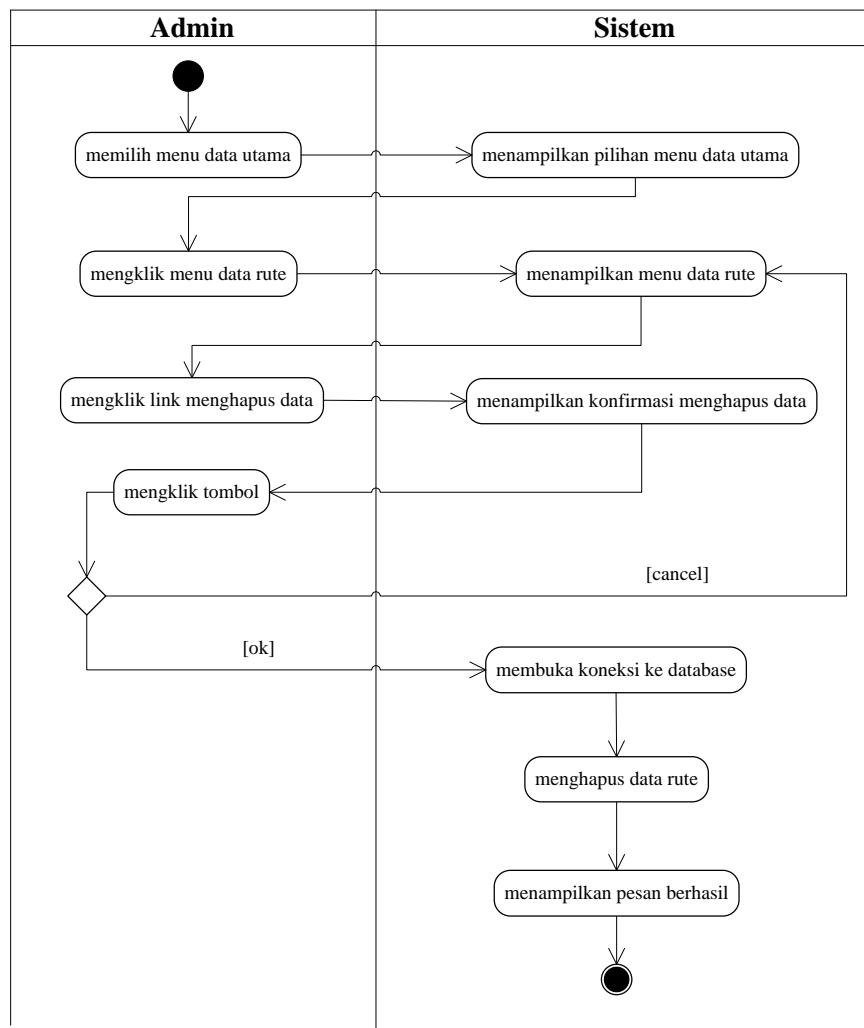 Admin
Sistem
memilih menu data utama
menampilkan pilihan menu data utama
mengklik menu data rute
menampilkan menu data rute
mengklik link menghapus data
menampilkan konfirmasi menghapus data
mengklik tombol
[cancel]
[ok]
membuka koneksi ke database
menghapus data rute
menampilkan pesan berhasil